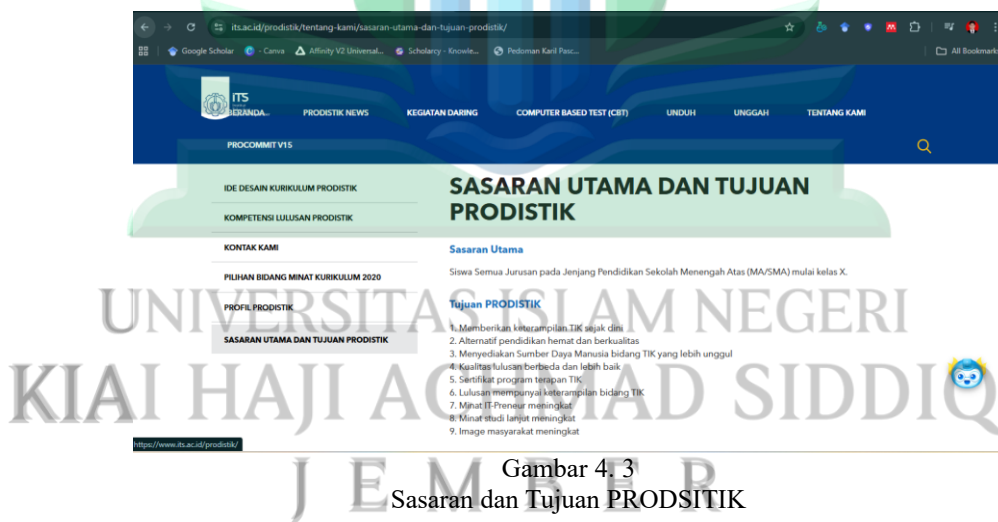 its.ac.id/prodistik/tentang-kami/sasaran-utama-dan-tujuan-prodistik/
Google Scholar - Canva Affinity V2 Universal... Scholarcy - Knowle... Pedoman Karil Pasc... All Bookmarks
ITS
BERANDA PRODISTIK NEWS KEGIATAN DARING COMPUTER BASED TEST (CBT) UNDUH UNGGAH TENTANG KAMI
PROCOMMIT V15
IDE DESAIN KURIKULUM PRODISTIK
KOMPETENSI LULUSAN PRODISTIK
KONTAK KAMI
PILIHAN BIDANG MINAT KURIKULUM 2020
PROFIL PRODISTIK
SASARAN UTAMA DAN TUJUAN PRODISTIK
SASARAN UTAMA DAN TUJUAN
PRODISTIK
Sasaran Utama
Siswa Semua Jurusan pada Jenjang Pendidikan Sekolah Menengah Atas (MA/SMA) mulai kelas X.
Tujuan PRODISTIK
1. Memberikan keterampilan TIK sejak dini
2. Alternatif pendidikan hemat dan berkualitas
3. Menyediakan Sumber Daya Manusia bidang TIK yang lebih unggul
4. Kualitas lulusan berbeda dan lebih baik
5. Sertifikat program terapan TIK
6. Lulusan mempunyai keterampilan bidang TIK
7. Minat IT-Preneur meningkat
8. Minat studi lanjut meningkat
9. Image masyarakat meningkat
https://www.its.ac.id/prodistik/
UNIVERSITAS ISLAM NEGERI
KIAI HAJI ACHMAD SIDDIQ
JEMBER
Gambar 4. 3
Sasaran dan Tujuan PRODSITIK